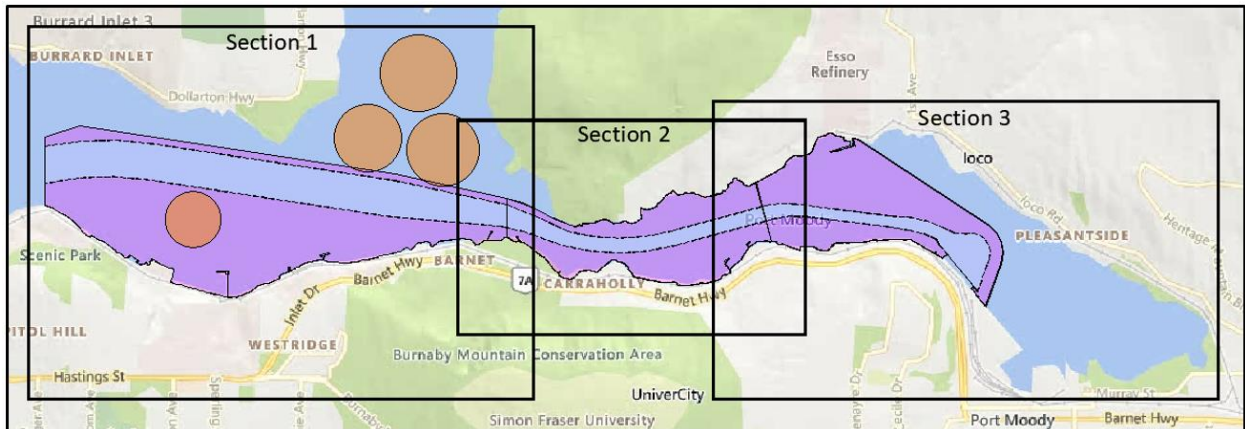 Burrard Inlet 3
BURRARD INLET
Dollarton Hwy
Section 1
Section 2
Section 3
Esso
Refinery
Ioco
Ioco Rd
PLEASANTSIDE
Port Moody
Scenic Park
BARNET
Barnet Hwy
7A
CARRAHOLLY
Barnet Hwy
Inlet Dr
WESTRIDGE
Hastings St
Burnaby Mountain Conservation Area
UniverCity
Simon Fraser University
Murray St
Port Moody
Barnet Hwy